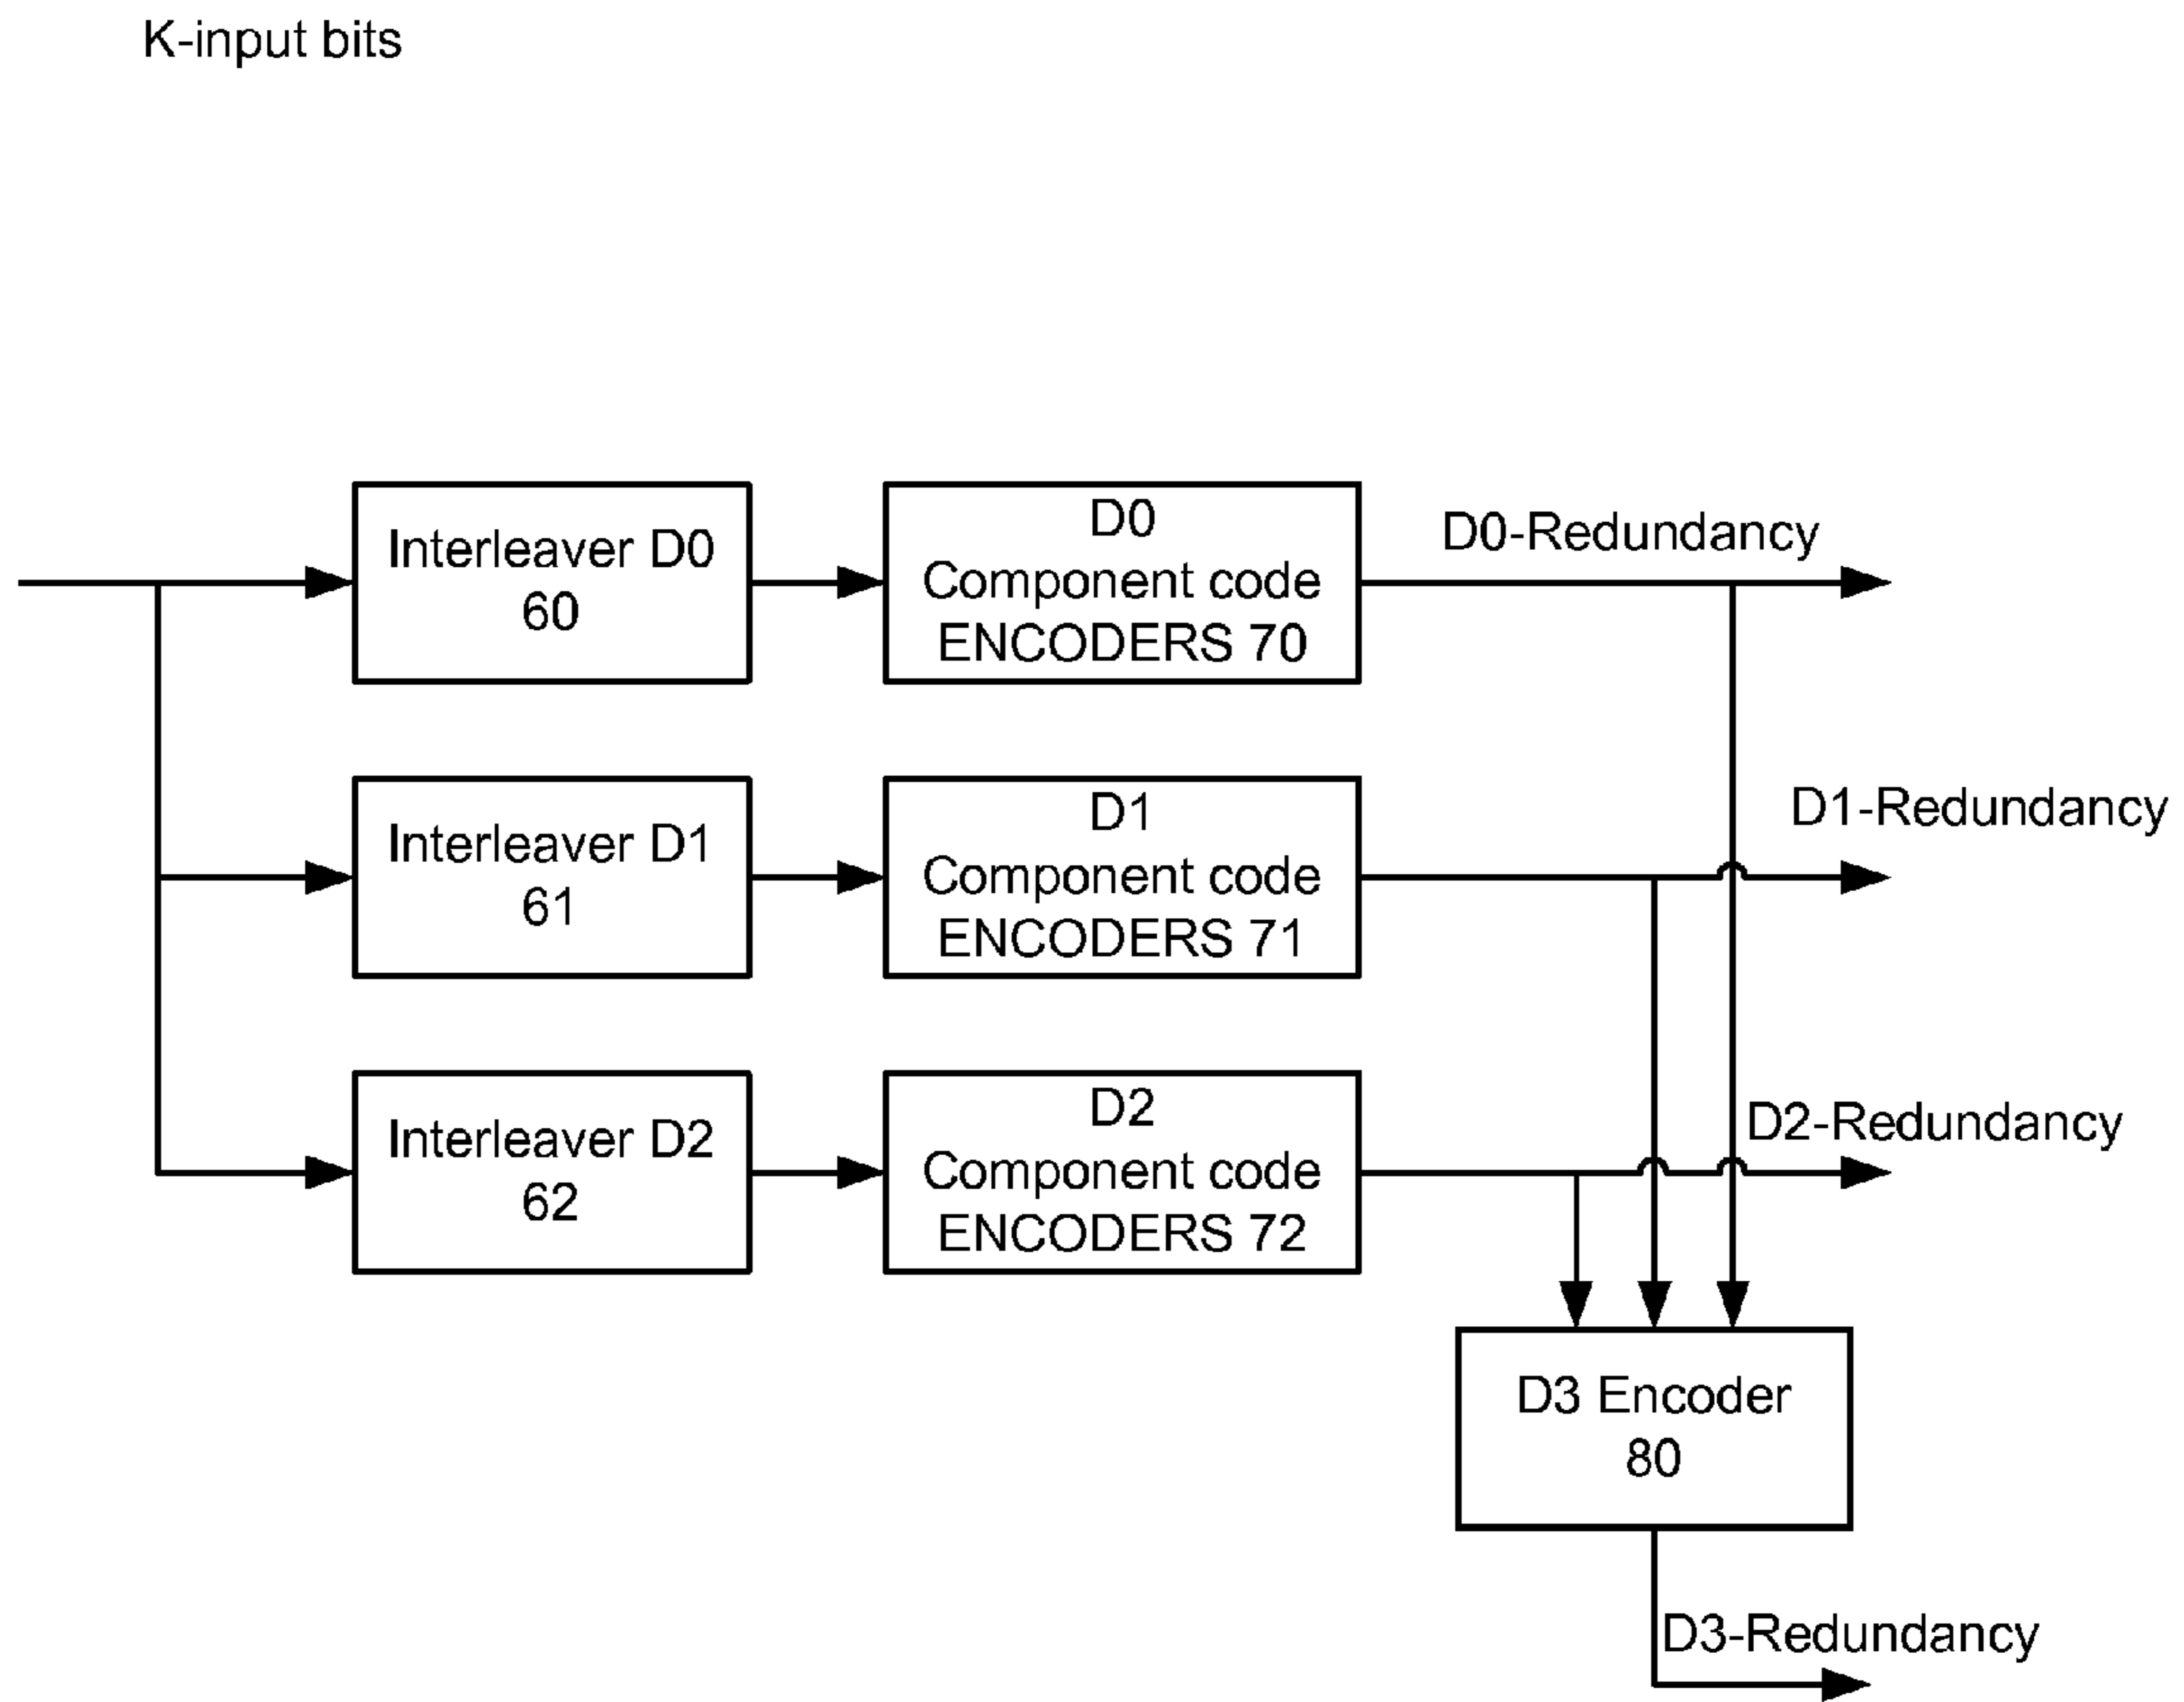 K-input bits
Interleaver D0
60
D0
Component code
ENCODERS 70
D0-Redundancy
Interleaver D1
61
D1
Component code
ENCODERS 71
D1-Redundancy
Interleaver D2
62
D2
Component code
ENCODERS 72
D2-Redundancy
D3 Encoder
80
D3-Redundancy